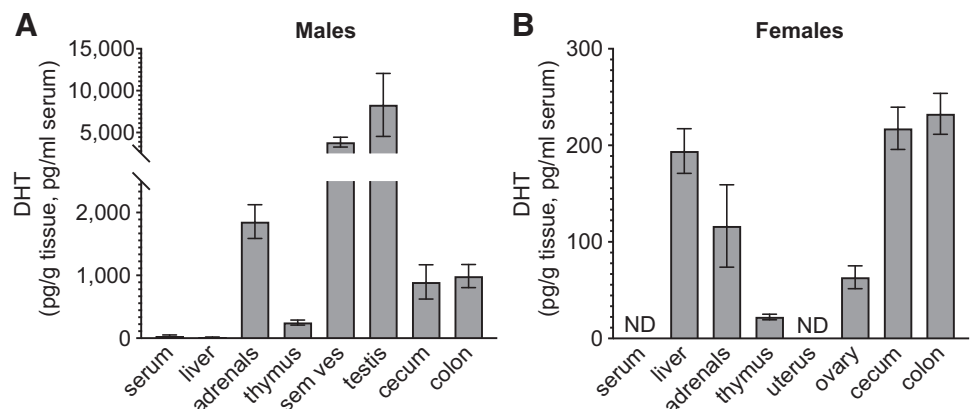 A
Males
DHT
(pg/g tissue, pg/ml serum)
15,000
10,000
5,000
2,000
1,000
0
serum
liver
adrenals
thymus
sem ves
testis
cecum
colon
B
Females
DHT
(pg/g tissue, pg/ml serum)
300
200
100
0
ND
ND
serum
liver
adrenals
thymus
uterus
ovary
cecum
colon